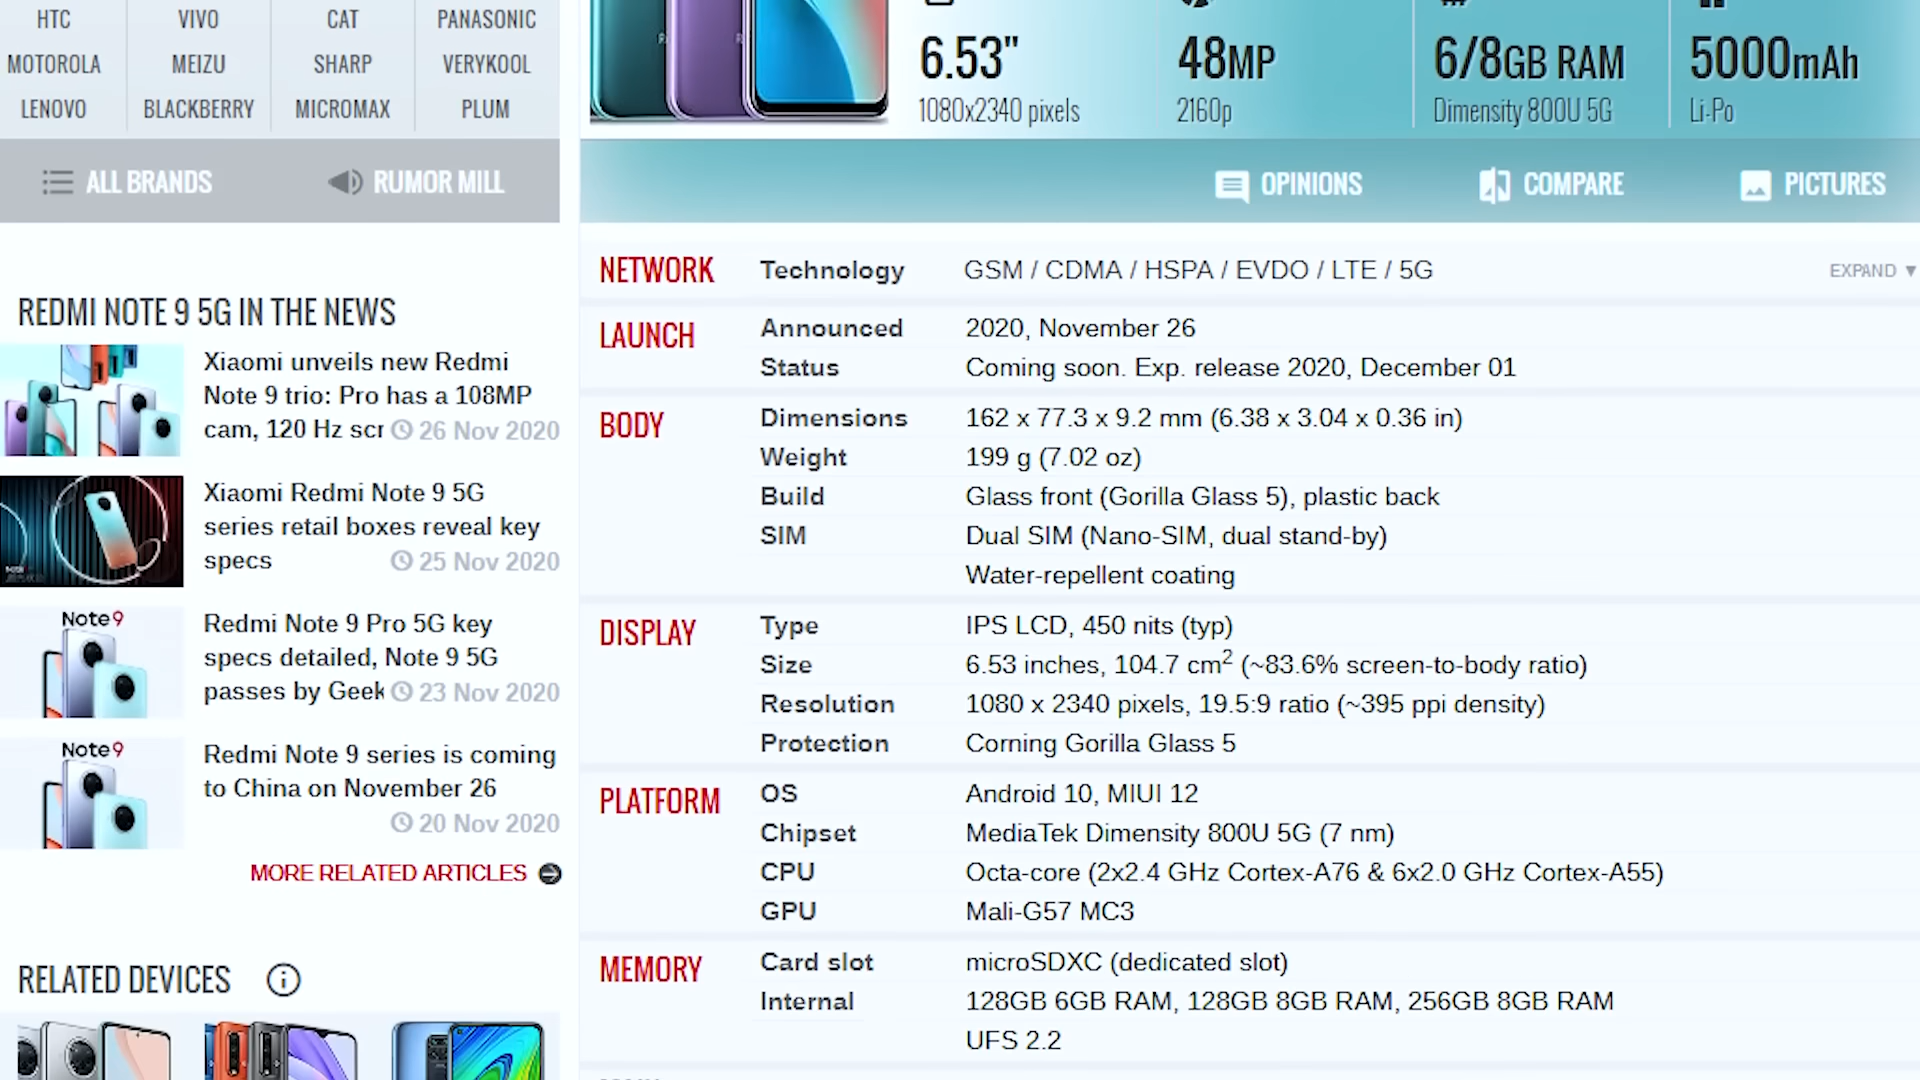 HTC VIVO CAT PANASONIC
MOTOROLA MEIZU SHARP VERYKOOL
LENOVO BLACKBERRY MICROMAX PLUM
ALL BRANDS RUMOR MILL
6.53" 48MP 6/8GB RAM 5000mAh
1080x2340 pixels 2160p Dimensity 800U 5G Li-Po
OPINIONS COMPARE PICTURES
REDMI NOTE 9 5G IN THE NEWS
Xiaomi unveils new Redmi
Note 9 trio: Pro has a 108MP
cam, 120 Hz scr 26 Nov 2020
Xiaomi Redmi Note 9 5G
series retail boxes reveal key
specs 25 Nov 2020
Note9
Redmi Note 9 Pro 5G key
specs detailed, Note 9 5G
passes by Geek 23 Nov 2020
Note9
Redmi Note 9 series is coming
to China on November 26
20 Nov 2020
MORE RELATED ARTICLES
RELATED DEVICES
NETWORK Technology GSM / CDMA / HSPA / EVDO / LTE / 5G EXPAND ▼
LAUNCH Announced 2020, November 26
Status Coming soon. Exp. release 2020, December 01
BODY Dimensions 162 x 77.3 x 9.2 mm (6.38 x 3.04 x 0.36 in)
Weight 199 g (7.02 oz)
Build Glass front (Gorilla Glass 5), plastic back
SIM Dual SIM (Nano-SIM, dual stand-by)
Water-repellent coating
DISPLAY Type IPS LCD, 450 nits (typ)
Size 6.53 inches, 104.7 cm² (~83.6% screen-to-body ratio)
Resolution 1080 x 2340 pixels, 19.5:9 ratio (~395 ppi density)
Protection Corning Gorilla Glass 5
PLATFORM OS Android 10, MIUI 12
Chipset MediaTek Dimensity 800U 5G (7 nm)
CPU Octa-core (2x2.4 GHz Cortex-A76 & 6x2.0 GHz Cortex-A55)
GPU Mali-G57 MC3
MEMORY Card slot microSDXC (dedicated slot)
Internal 128GB 6GB RAM, 128GB 8GB RAM, 256GB 8GB RAM
UFS 2.2